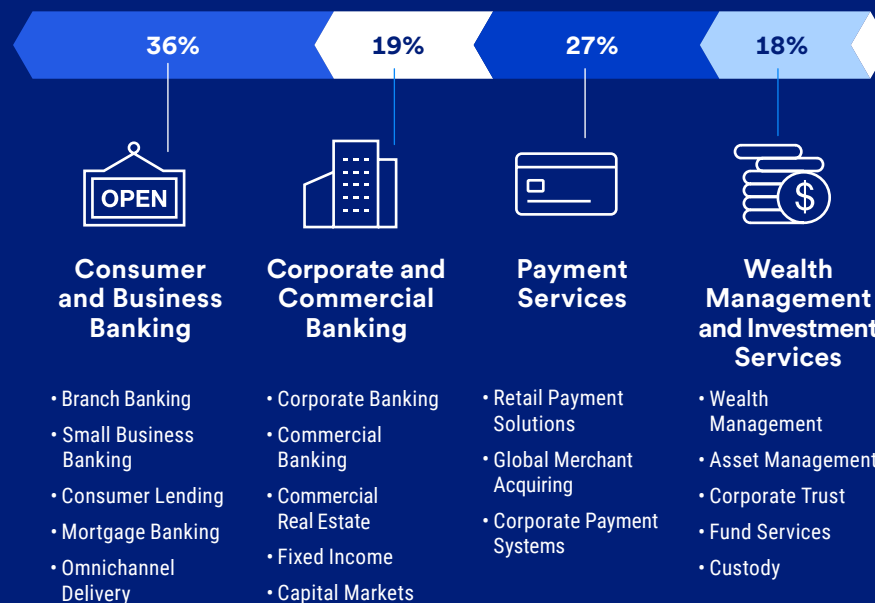 36%
19%
27%
18%
OPEN
$
Consumer
and Business
Banking
• Branch Banking
• Small Business
Banking
• Consumer Lending
• Mortgage Banking
• Omnichannel
Delivery
Corporate and
Commercial
Banking
• Corporate Banking
• Commercial
Banking
• Commercial
Real Estate
• Fixed Income
• Capital Markets
Payment
Services
• Retail Payment
Solutions
• Global Merchant
Acquiring
• Corporate Payment
Systems
Wealth
Management
and Investment
Services
• Wealth
Management
• Asset Management
• Corporate Trust
• Fund Services
• Custody